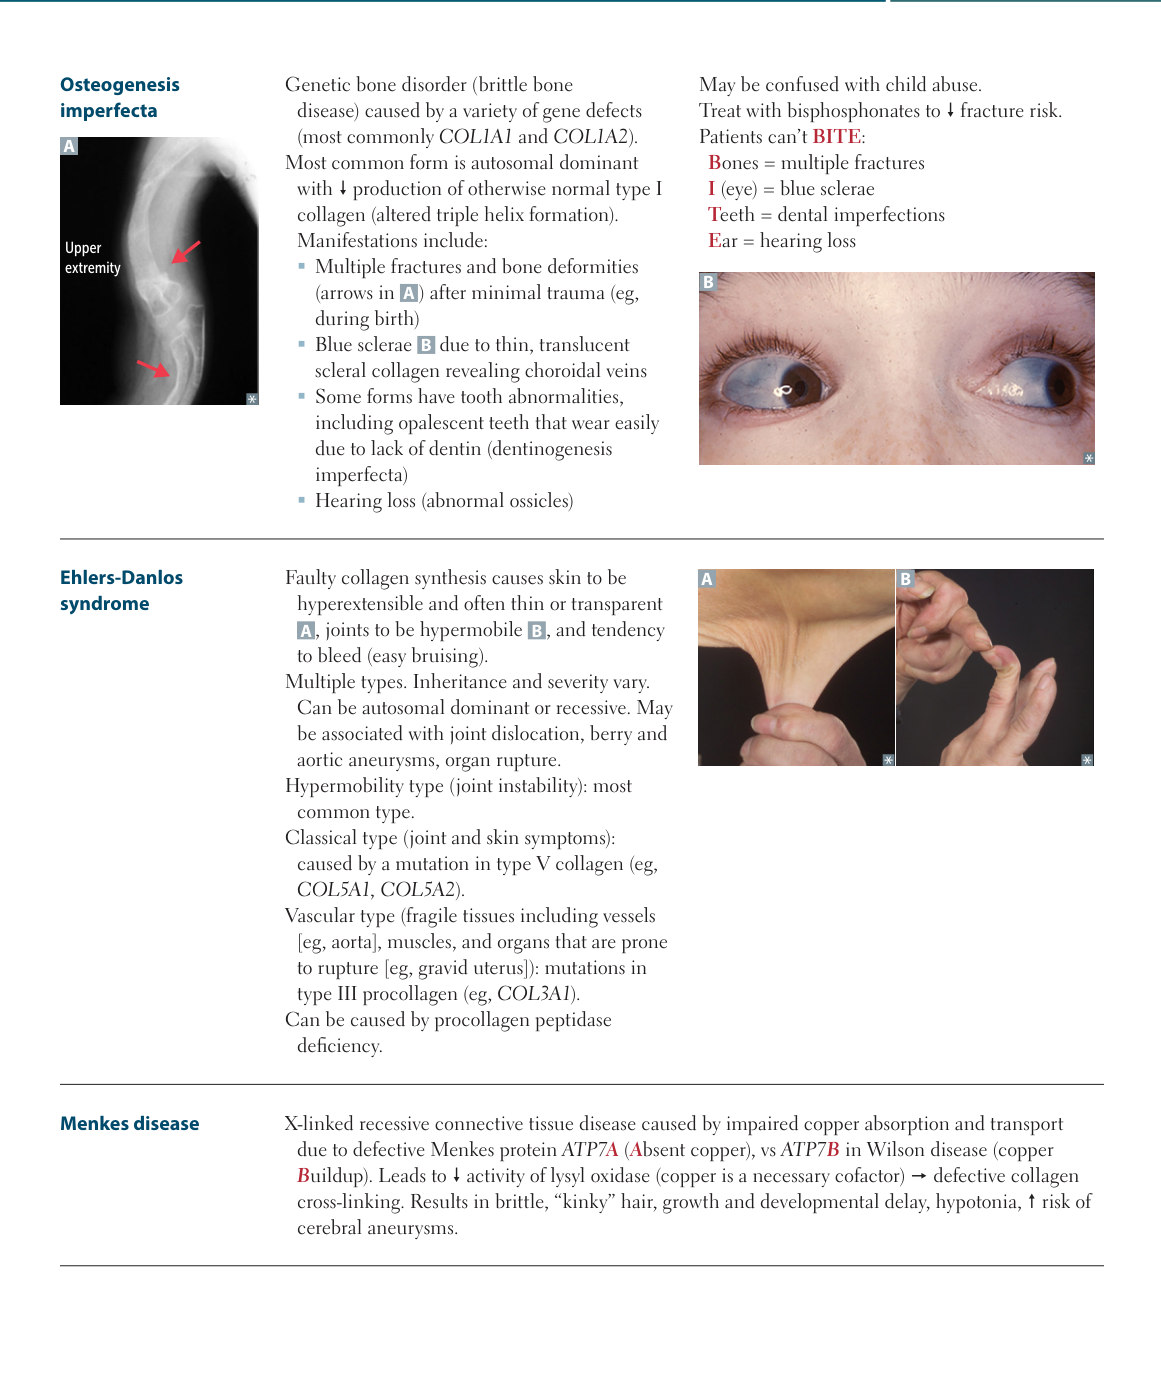 Osteogenesis
imperfecta
A
Upper
extremity
*
Genetic bone disorder (brittle bone
disease) caused by a variety of gene defects
(most commonly COL1A1 and COL1A2).
Most common form is autosomal dominant
with ↓ production of otherwise normal type I
collagen (altered triple helix formation).
Manifestations include:
▪ Multiple fractures and bone deformities
(arrows in A) after minimal trauma (eg,
during birth)
▪ Blue sclerae B due to thin, translucent
scleral collagen revealing choroidal veins
▪ Some forms have tooth abnormalities,
including opalescent teeth that wear easily
due to lack of dentin (dentinogenesis
imperfecta)
▪ Hearing loss (abnormal ossicles)
May be confused with child abuse.
Treat with bisphosphonates to ↓ fracture risk.
Patients can’t BITE:
Bones = multiple fractures
I (eye) = blue sclerae
Teeth = dental imperfections
Ear = hearing loss
B
*
Ehlers-Danlos
syndrome
Faulty collagen synthesis causes skin to be
hyperextensible and often thin or transparent
A, joints to be hypermobile B, and tendency
to bleed (easy bruising).
Multiple types. Inheritance and severity vary.
Can be autosomal dominant or recessive. May
be associated with joint dislocation, berry and
aortic aneurysms, organ rupture.
Hypermobility type (joint instability): most
common type.
Classical type (joint and skin symptoms):
caused by a mutation in type V collagen (eg,
COL5A1, COL5A2).
Vascular type (fragile tissues including vessels
[eg, aorta], muscles, and organs that are prone
to rupture [eg, gravid uterus]): mutations in
type III procollagen (eg, COL3A1).
Can be caused by procollagen peptidase
deficiency.
A
*
B
*
Menkes disease
X-linked recessive connective tissue disease caused by impaired copper absorption and transport
due to defective Menkes protein ATP7A (Absent copper), vs ATP7B in Wilson disease (copper
Buildup). Leads to ↓ activity of lysyl oxidase (copper is a necessary cofactor) → defective collagen
cross-linking. Results in brittle, “kinky” hair, growth and developmental delay, hypotonia, ↑ risk of
cerebral aneurysms.